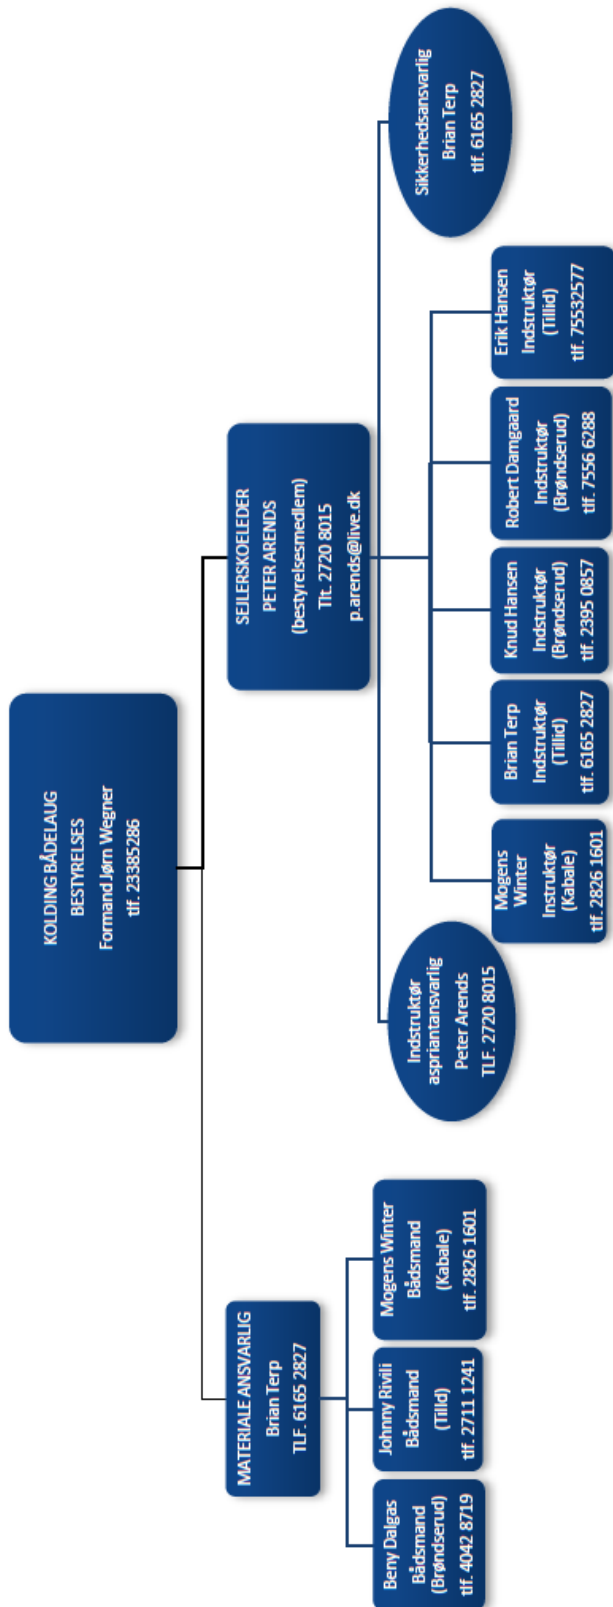 KOLDING BÅDELAUG
BESTYRELSES
Formand Jørn Wegner
tlf. 23385286
MATERIALE ANSVARLIG
Brian Terp
TLF. 6165 2827
SEJLERSKOELEDER
PETER ARENDS
(bestyrelsesmedlem)
Tlt. 2720 8015
p.arends@live.dk
Beny Dalgas
Bådsmand
(Brøndserud)
tlf. 4042 8719
Johnny Rivili
Bådsmand
(Tilld)
tlf. 2711 1241
Mogens Winter
Bådsmand
(Kabale)
tlf. 2826 1601
Indstruktør
aspriantansvarlig
Peter Arends
TLF. 2720 8015
Sikkerhedsansvarlig
Brian Terp
tlf. 6165 2827
Mogens
Winter
Instruktør
(Kabale)
tlf. 2826 1601
Brian Terp
Indstruktør
(Tillid)
tlf. 6165 2827
Knud Hansen
Indstruktør
(Brøndserud)
tlf. 2395 0857
Robert Damgaard
Indstruktør
(Brøndserud)
tlf. 7556 6288
Erik Hansen
Indstruktør
(Tillid)
tlf. 75532577